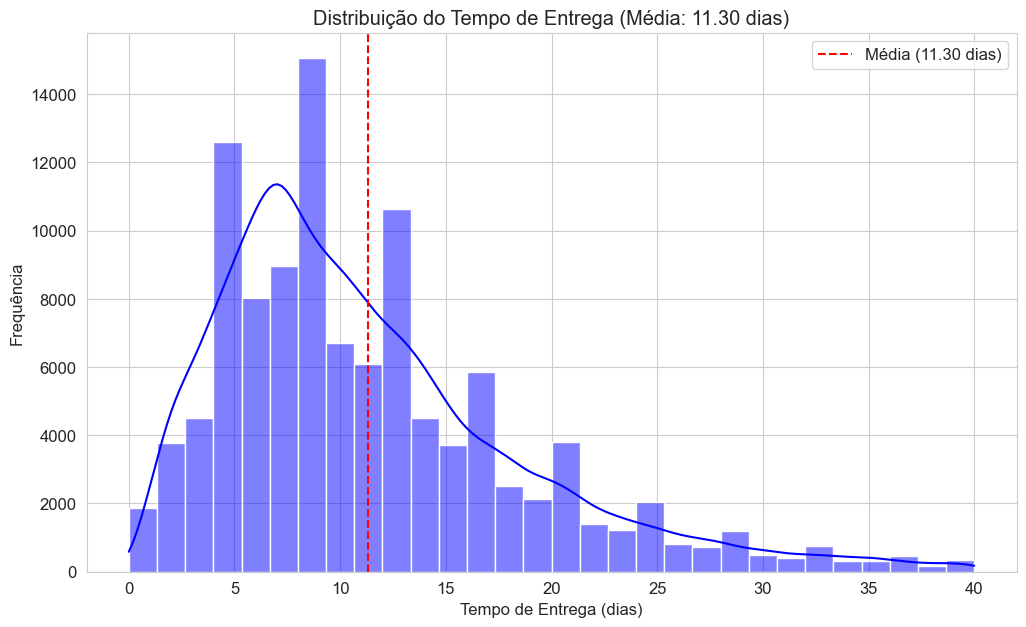 Distribuição do Tempo de Entrega (Média: 11.30 dias)
Média (11.30 dias)
14000
12000
10000
8000
6000
4000
2000
0
Frequência
0 5 10 15 20 25 30 35 40
Tempo de Entrega (dias)